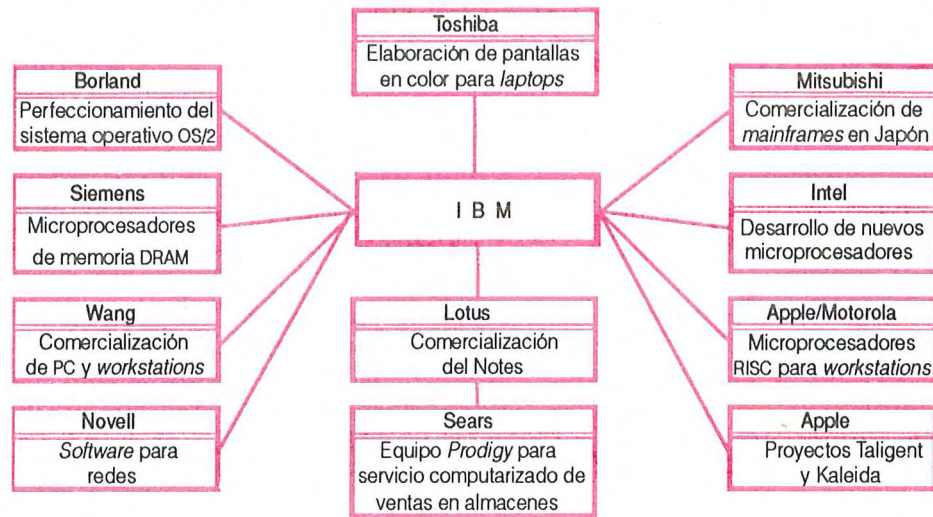 Toshiba
Elaboración de pantallas
en color para laptops
Borland
Perfeccionamiento del
sistema operativo OS/2
Mitsubishi
Comercialización de
mainframes en Japón
Siemens
Microprocesadores
de memoria DRAM
I B M
Intel
Desarrollo de nuevos
microprocesadores
Wang
Comercialización
de PC y workstations
Lotus
Comercialización
del Notes
Apple/Motorola
Microprocesadores
RISC para workstations
Novell
Software para
redes
Sears
Equipo Prodigy para
servicio computarizado de
ventas en almacenes
Apple
Proyectos Taligent
y Kaleida